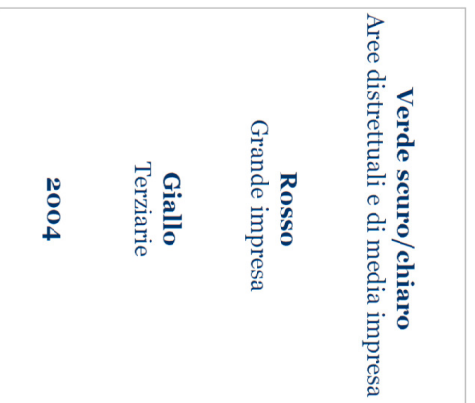 Verde scuro/chiaro
Aree distrettuali e di media impresa
Rosso
Grande impresa
Giallo
Terziarie
2004